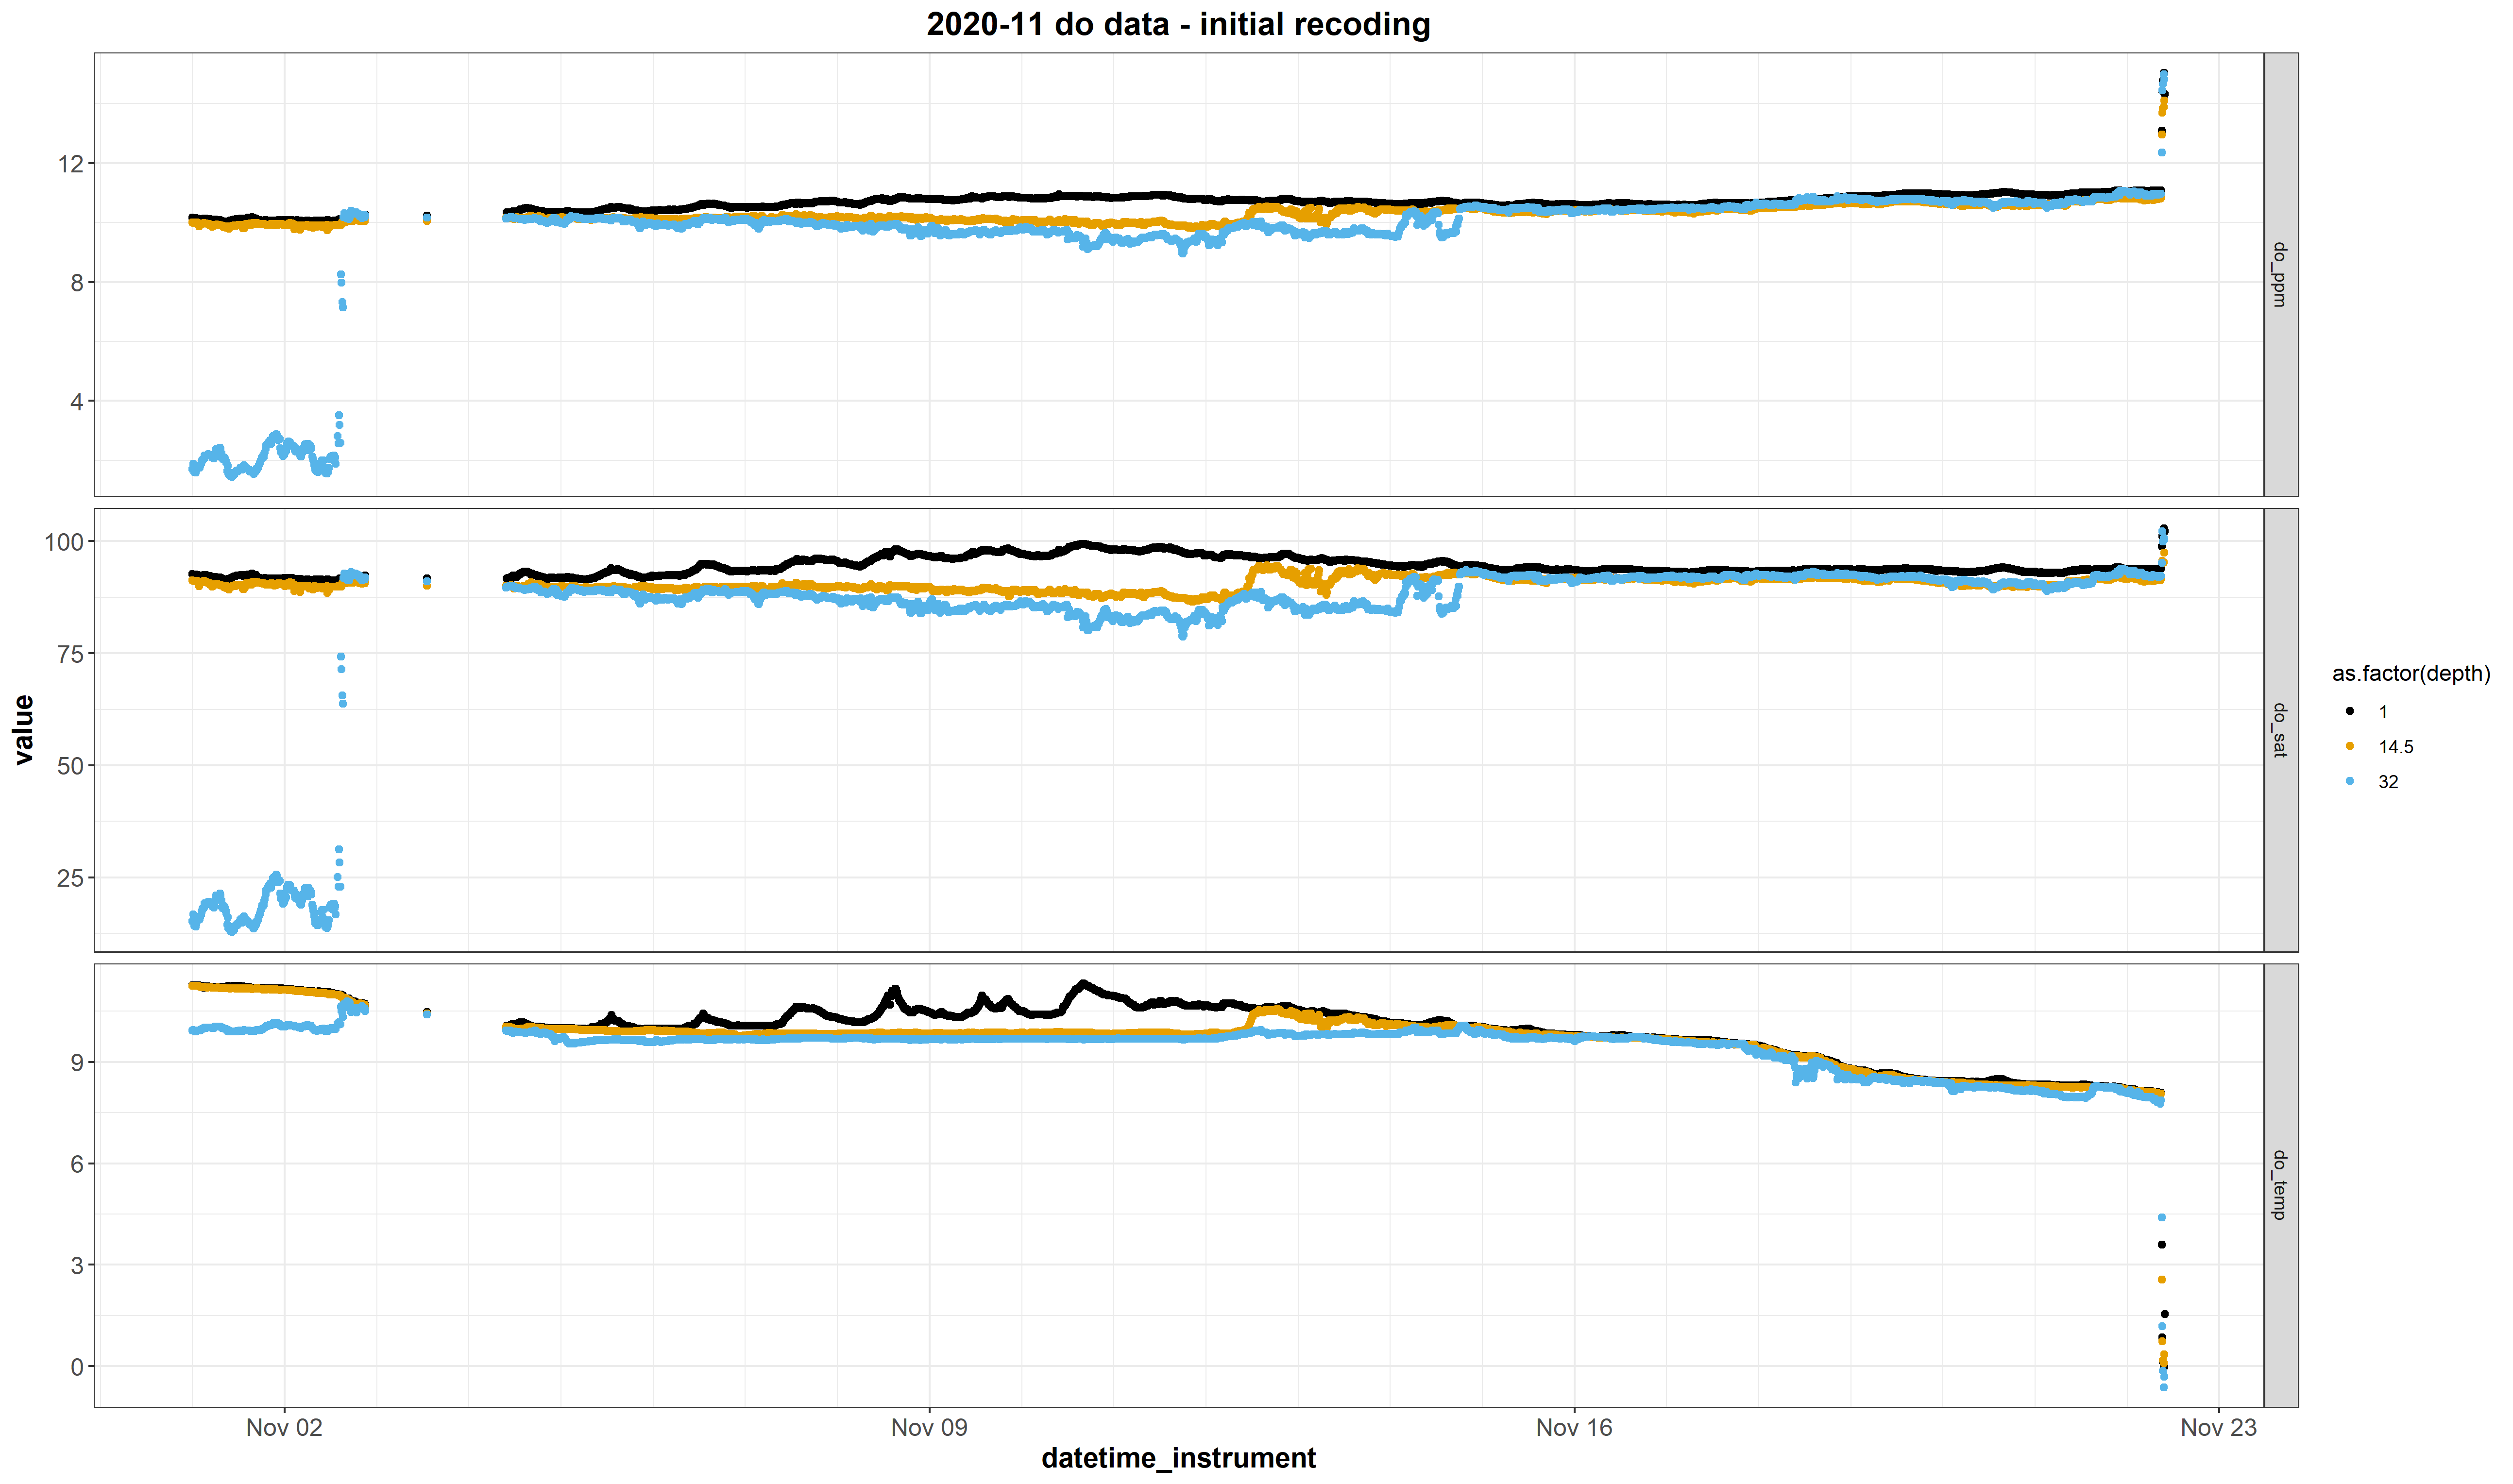 2020-11 do data - initial recoding
12
8
4
do_ppm
100
75
50
25
do_sat
value
9
6
3
0
do_temp
Nov 02
Nov 09
Nov 16
Nov 23
datetime_instrument
as.factor(depth)
1
14.5
32